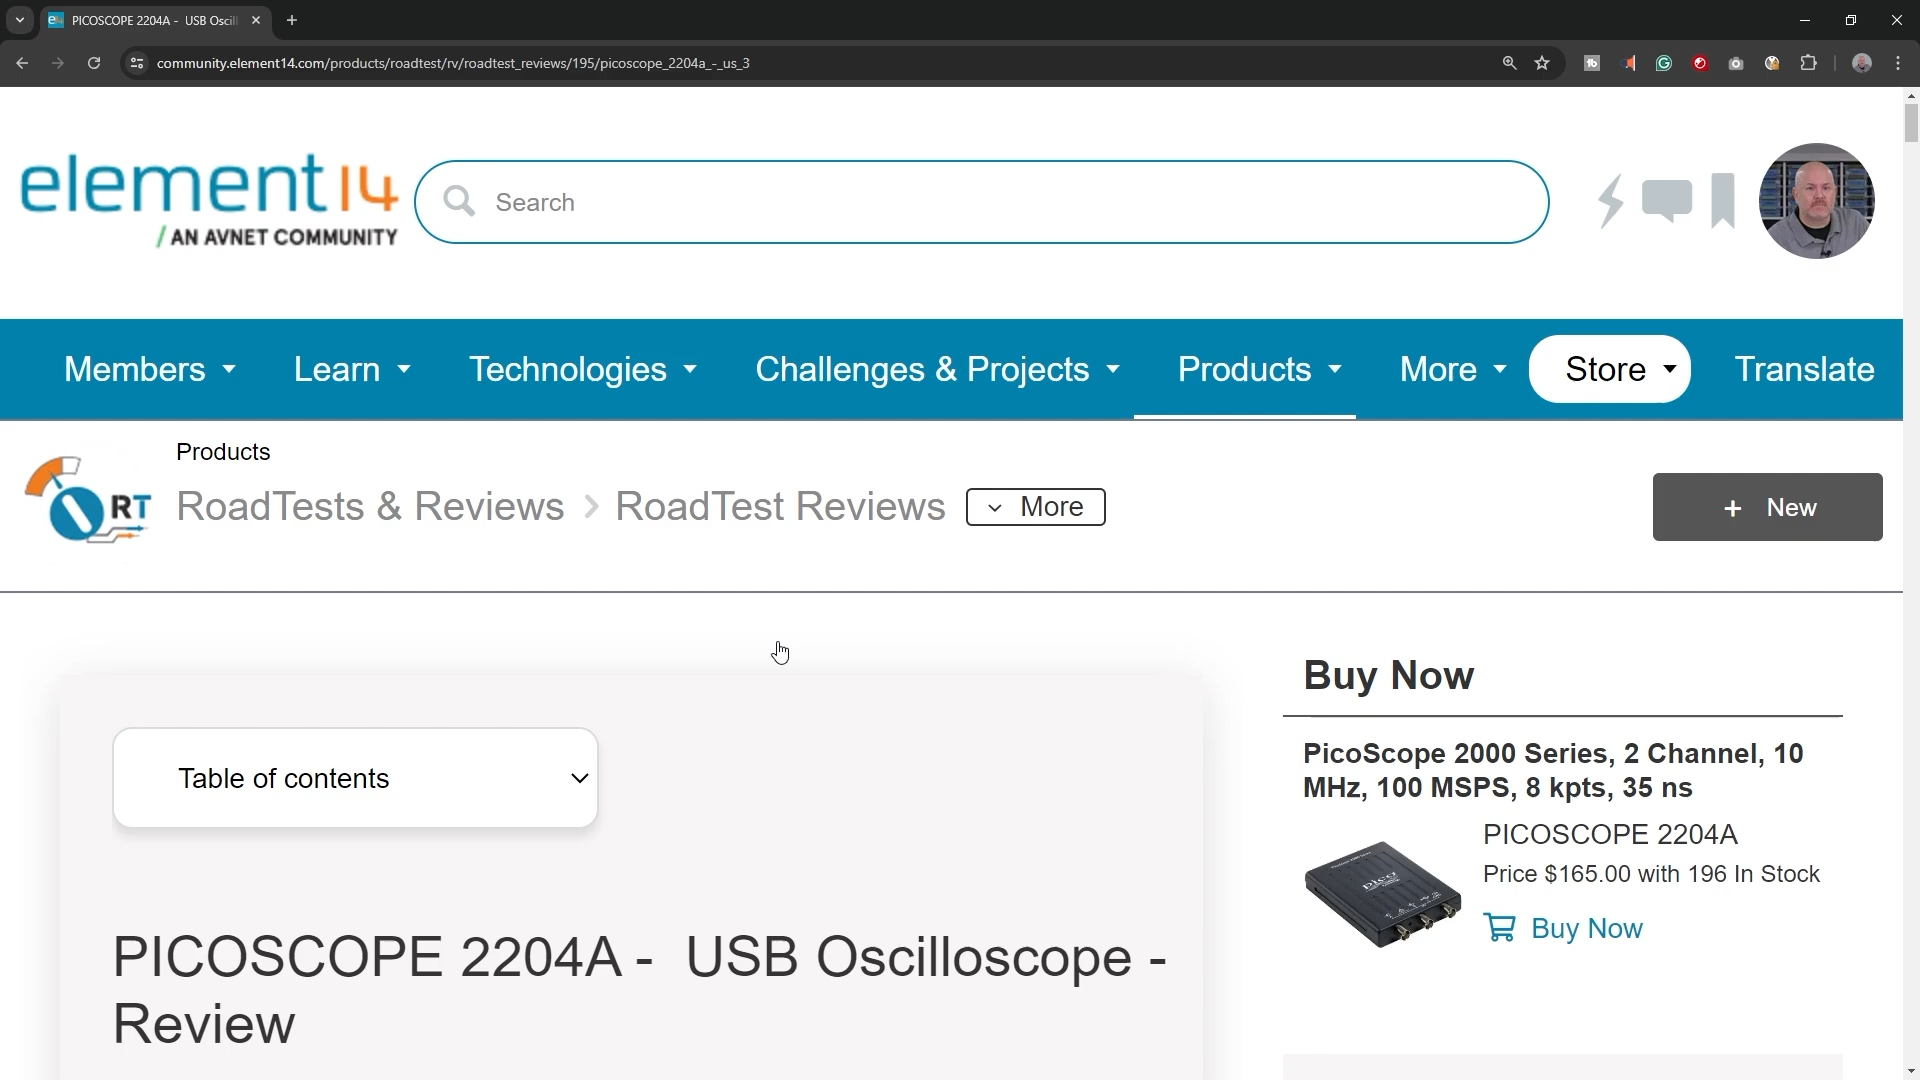 PICOSCOPE 2204A - USB Oscill
community.element14.com/products/roadtest/rv/roadtest_reviews/195/picoscope_2204a_-_us_3
element14
/ AN AVNET COMMUNITY
Search
Members
Learn
Technologies
Challenges & Projects
Products
More
Store
Translate
Products
RT
RoadTests & Reviews > RoadTest Reviews
More
+ New
Table of contents
PICOSCOPE 2204A - USB Oscilloscope -
Review
Buy Now
PicoScope 2000 Series, 2 Channel, 10
MHz, 100 MSPS, 8 kpts, 35 ns
pico
PICOSCOPE 2204A
Price $165.00 with 196 In Stock
Buy Now